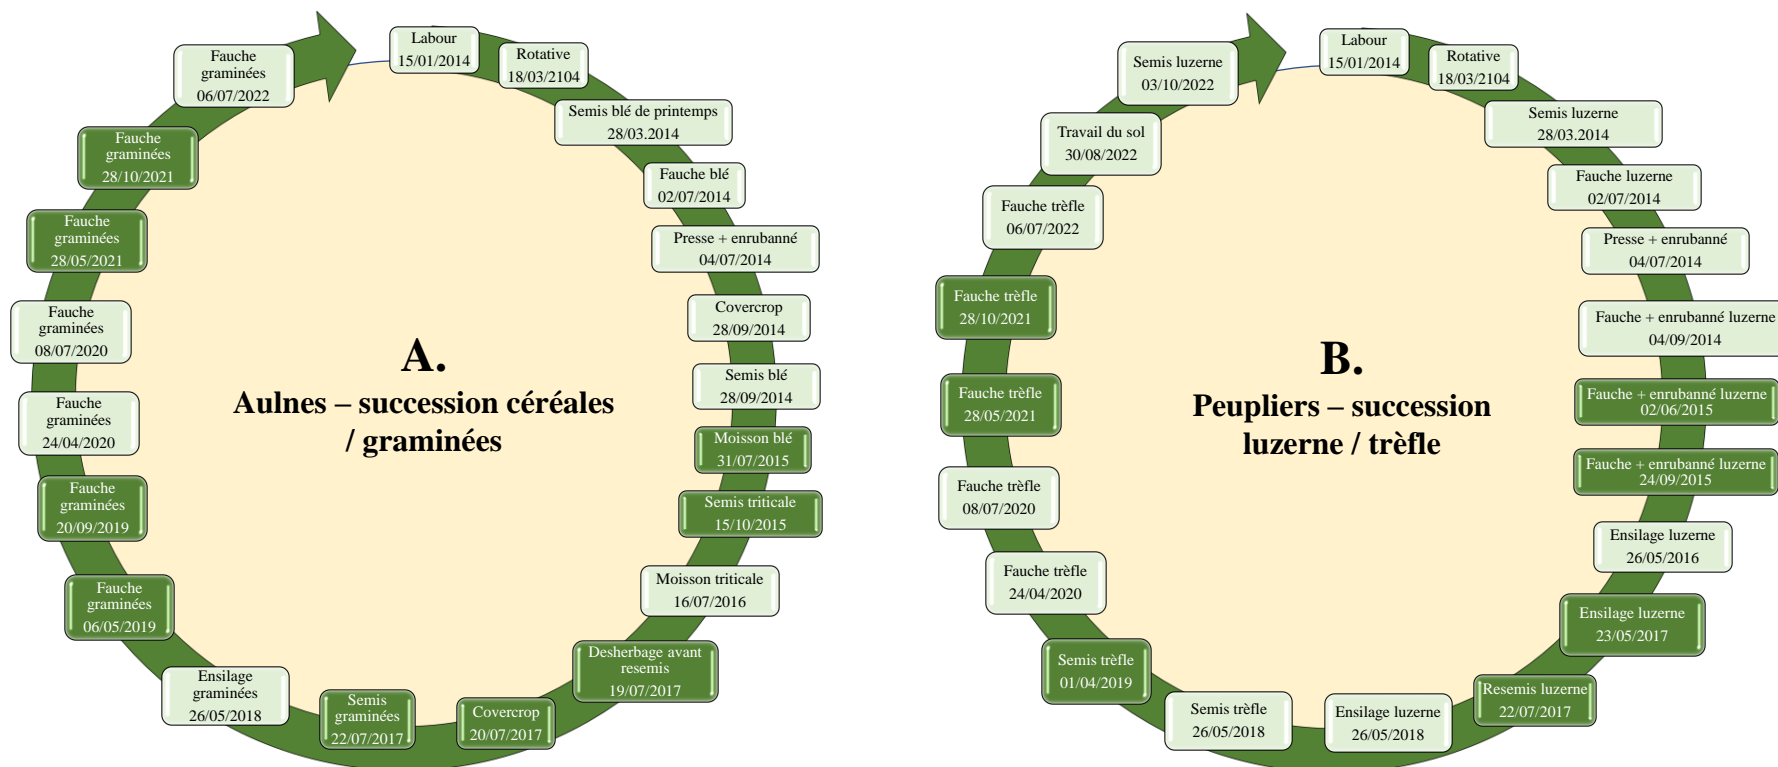 Labour
15/01/2014
Rotative
18/03/2104
Semis blé de printemps
28/03.2014
Fauche blé
02/07/2014
Presse + enrubanné
04/07/2014
Covercrop
28/09/2014
Semis blé
28/09/2014
Moisson blé
31/07/2015
Semis triticale
15/10/2015
Moisson triticale
16/07/2016
Desherbage avant
resemis
19/07/2017
Covercrop
20/07/2017
Semis
graminées
22/07/2017
Ensilage
graminées
26/05/2018
Fauche
graminées
06/05/2019
Fauche
graminées
20/09/2019
Fauche
graminées
24/04/2020
Fauche
graminées
08/07/2020
Fauche
graminées
28/05/2021
Fauche
graminées
28/10/2021
Fauche
graminées
06/07/2022
A.
Aulnes – succession céréales
/ graminées
Labour
15/01/2014
Rotative
18/03/2104
Semis luzerne
28/03.2014
Fauche luzerne
02/07/2014
Presse + enrubanné
04/07/2014
Fauche + enrubanné luzerne
04/09/2014
Fauche + enrubanné luzerne
02/06/2015
Fauche + enrubanné luzerne
24/09/2015
Ensilage luzerne
26/05/2016
Ensilage luzerne
23/05/2017
Resemis luzerne
22/07/2017
Ensilage luzerne
26/05/2018
Semis trèfle
26/05/2018
Semis trèfle
01/04/2019
Fauche trèfle
24/04/2020
Fauche trèfle
08/07/2020
Fauche trèfle
28/05/2021
Fauche trèfle
28/10/2021
Fauche trèfle
06/07/2022
Travail du sol
30/08/2022
Semis luzerne
03/10/2022
B.
Peupliers – succession
luzerne / trèfle